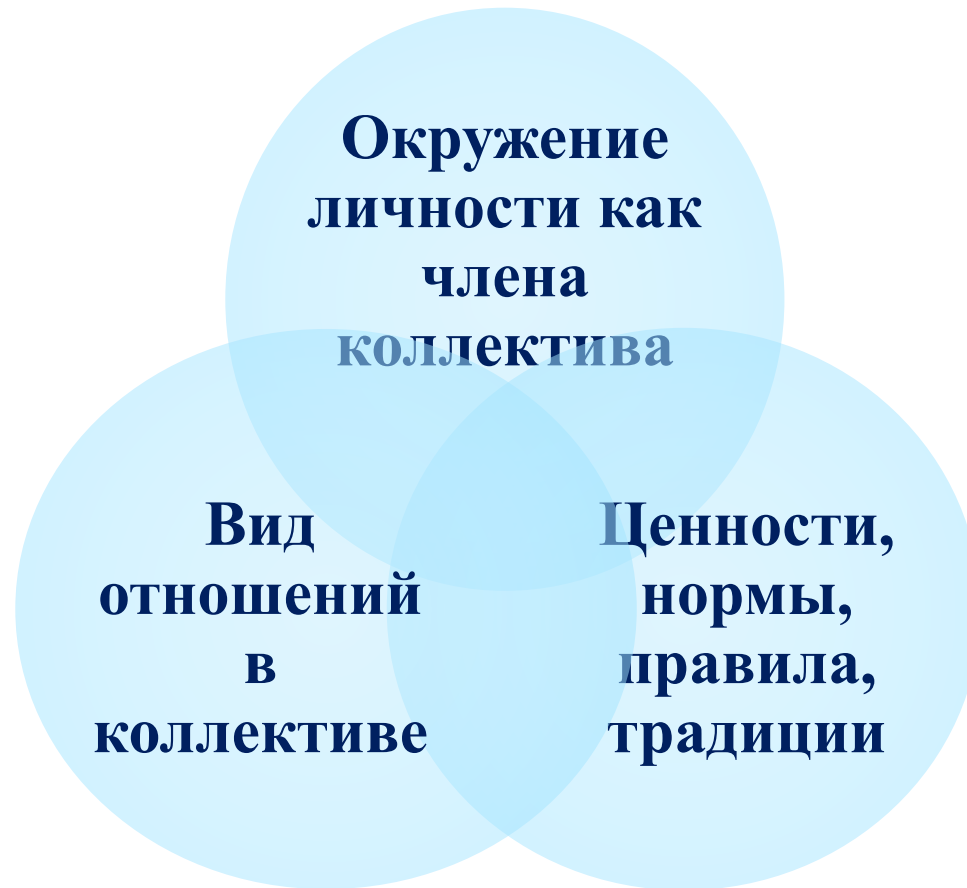 Окружение
личности как
члена
коллектива
Вид
отношений
в
коллективе
Ценности,
нормы,
правила,
традиции